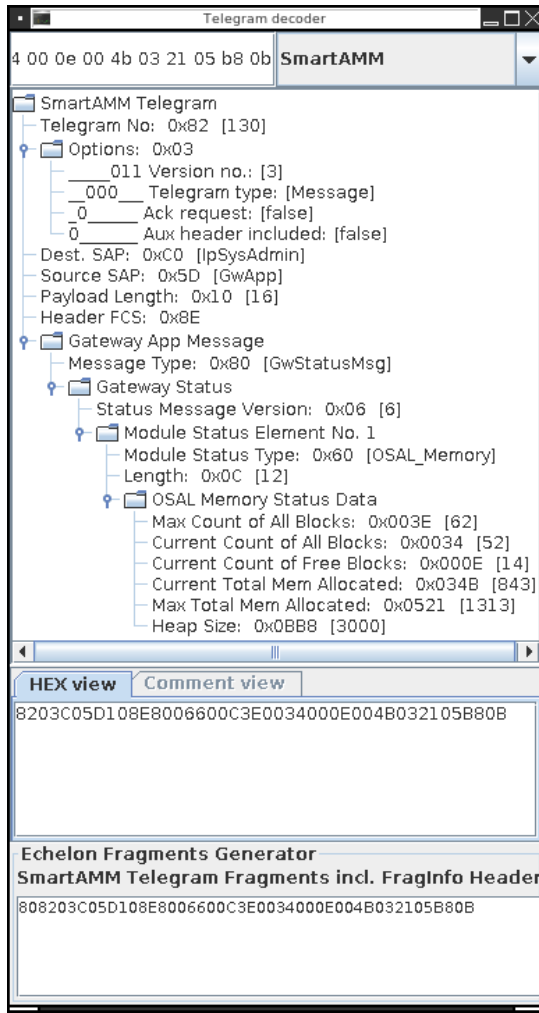 Telegram decoder
4 00 0e 00 4b 03 21 05 b8 0b SmartAMM
SmartAMM Telegram
Telegram No: 0x82 [130]
Options: 0x03
_____011 Version no.: [3]
__000___ Telegram type: [Message]
_0______ Ack request: [false]
0_______ Aux header included: [false]
Dest. SAP: 0xC0 [IpSysAdmin]
Source SAP: 0x5D [GwApp]
Payload Length: 0x10 [16]
Header FCS: 0x8E
Gateway App Message
Message Type: 0x80 [GwStatusMsg]
Gateway Status
Status Message Version: 0x06 [6]
Module Status Element No. 1
Module Status Type: 0x60 [OSAL_Memory]
Length: 0x0C [12]
OSAL Memory Status Data
Max Count of All Blocks: 0x003E [62]
Current Count of All Blocks: 0x0034 [52]
Current Count of Free Blocks: 0x000E [14]
Current Total Mem Allocated: 0x034B [843]
Max Total Mem Allocated: 0x0521 [1313]
Heap Size: 0x0BB8 [3000]
HEX view Comment view
8203C05D108E8006600C3E0034000E004B032105B80B
Echelon Fragments Generator
SmartAMM Telegram Fragments incl. FragInfo Header
808203C05D108E8006600C3E0034000E004B032105B80B